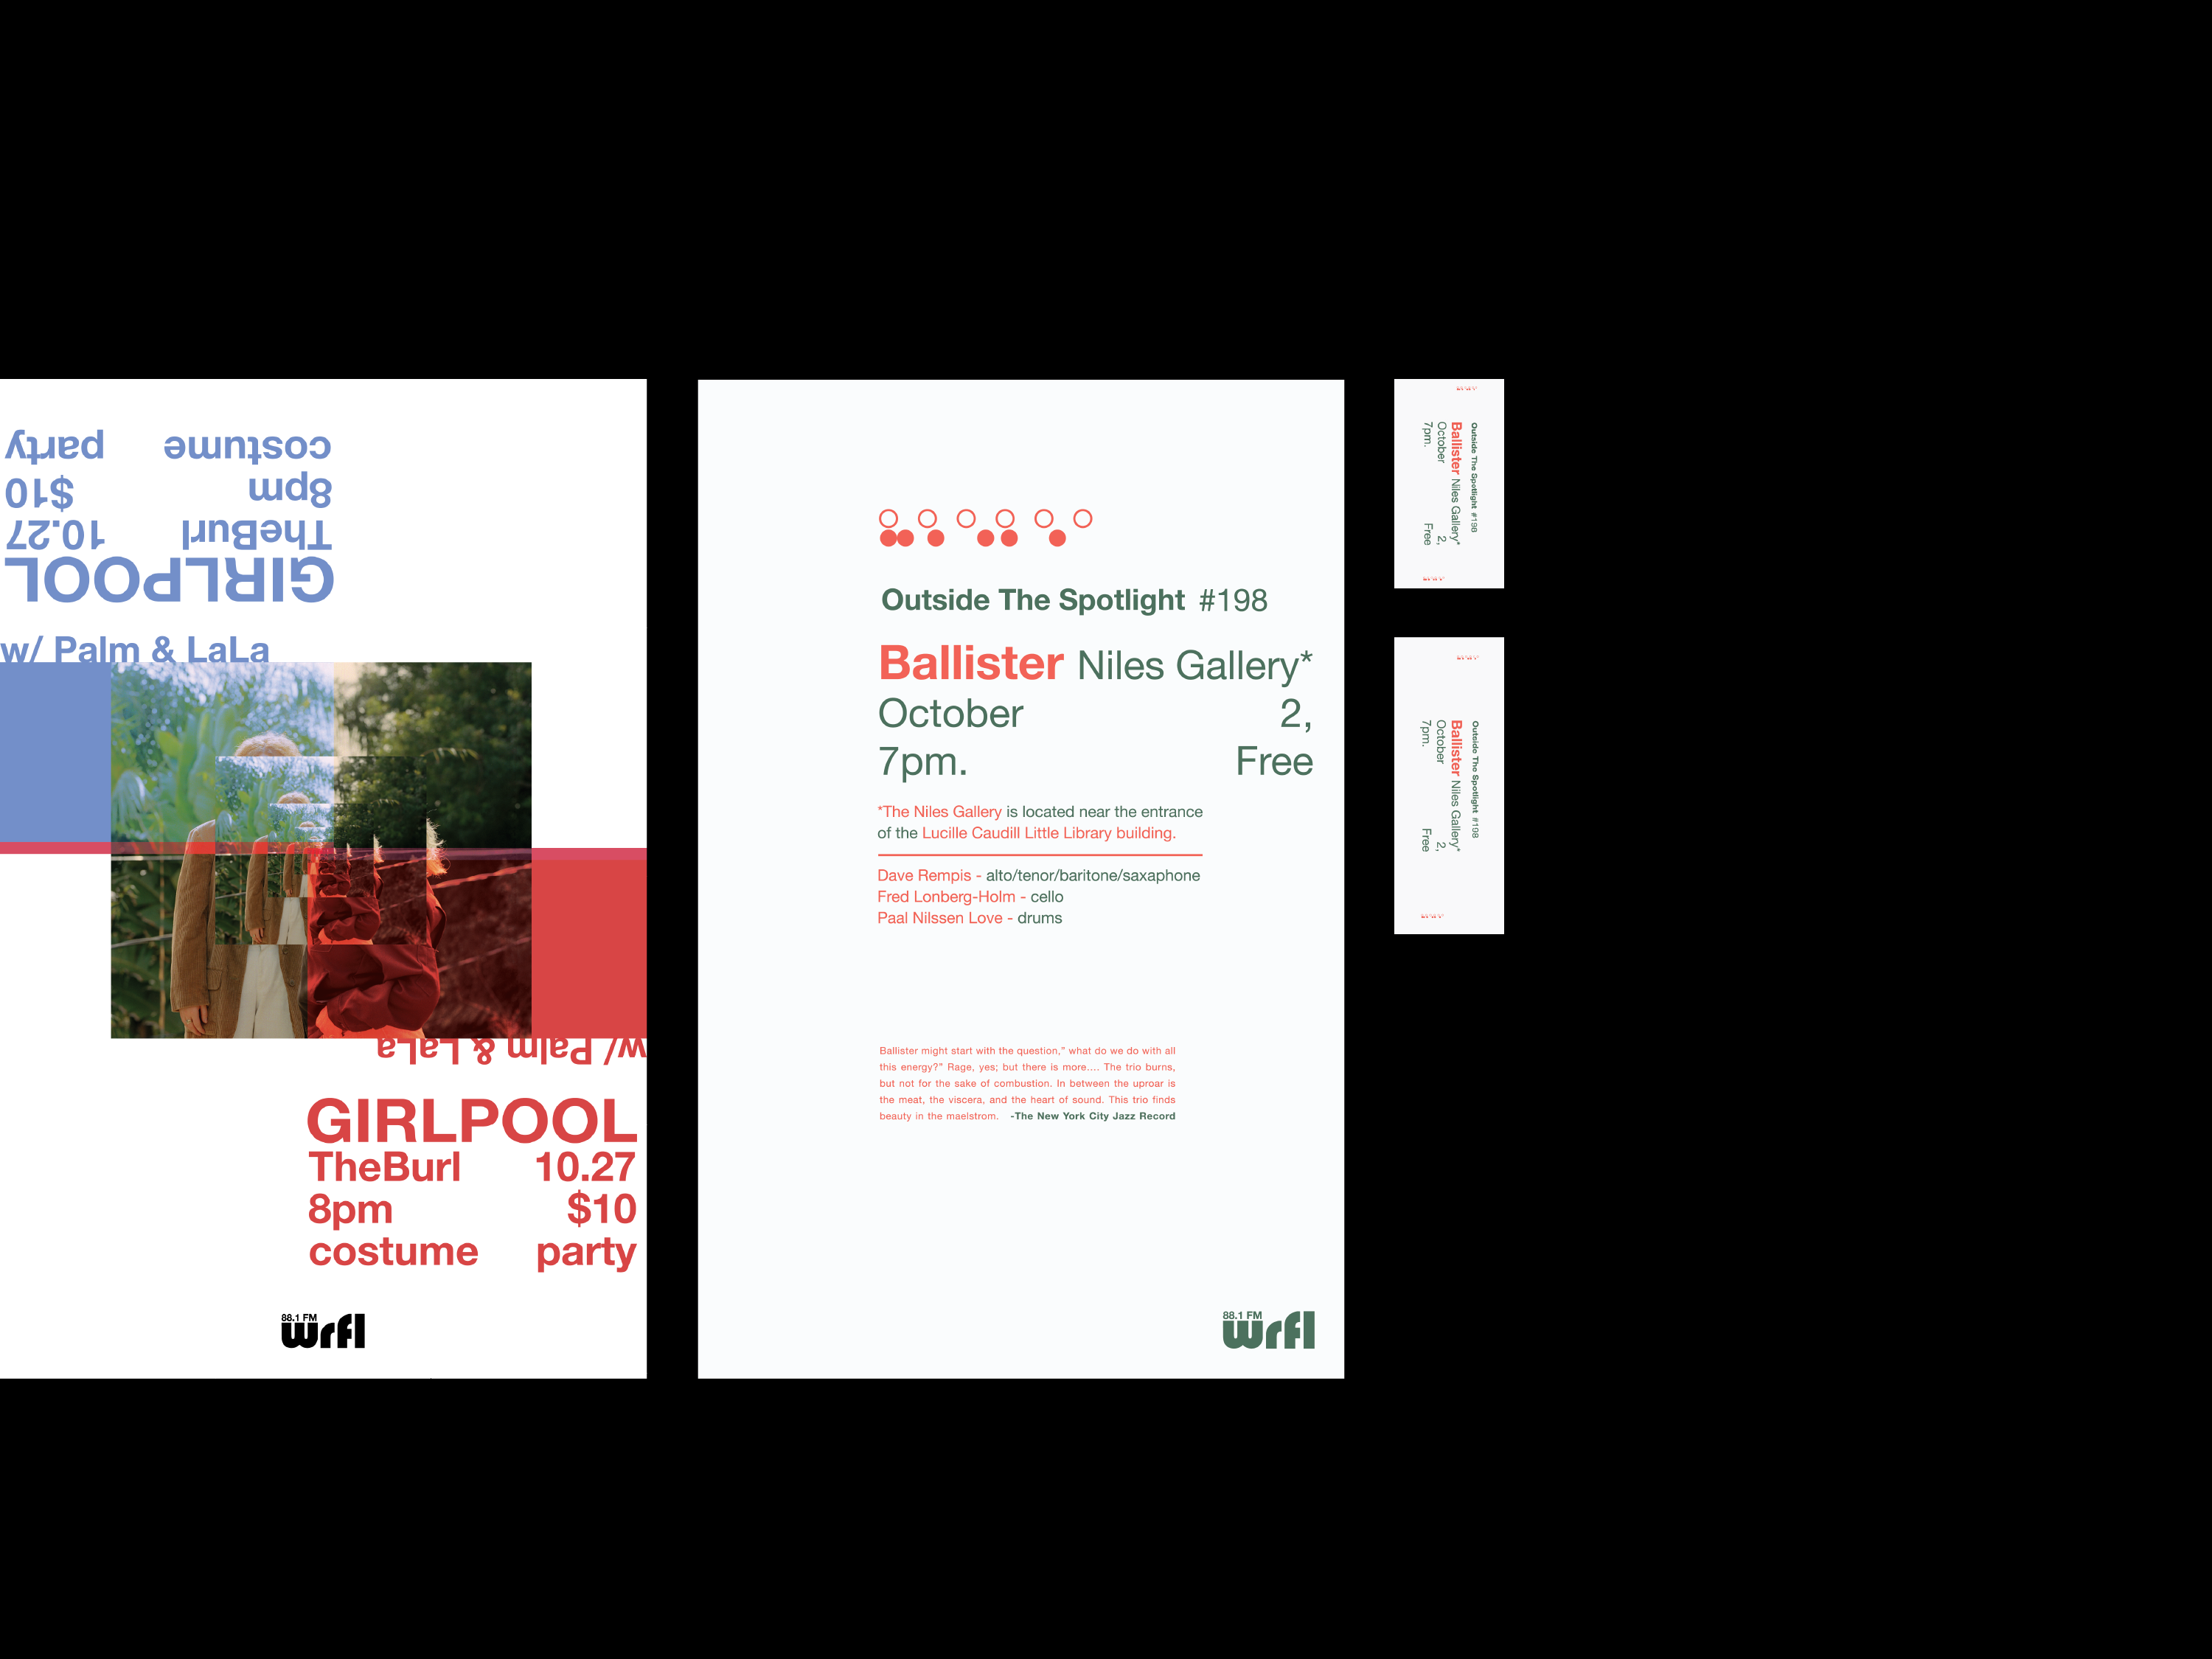 costume party
8pm $10
TheBurl 10.27
GIRLPOOL
w/ Palm & LaLa
w/ Palm & LaLa
GIRLPOOL
TheBurl 10.27
8pm $10
costume party
88.1 FM
wrfl
Outside The Spotlight #198
Ballister Niles Gallery*
October 2,
7pm. Free
*The Niles Gallery is located near the entrance
of the Lucille Caudill Little Library building.
Dave Rempis - alto/tenor/baritone/saxaphone
Fred Lonberg-Holm - cello
Paal Nilssen Love - drums
Ballister might start with the question,” what do we do with all
this energy?” Rage, yes; but there is more.... The trio burns,
but not for the sake of combustion. In between the uproar is
the meat, the viscera, and the heart of sound. This trio finds
beauty in the maelstrom. -The New York City Jazz Record
88.1 FM
wrfl
Outside The Spotlight #198
Ballister Niles Gallery*
October 2,
7pm. Free
Outside The Spotlight #198
Ballister Niles Gallery*
October 2,
7pm. Free